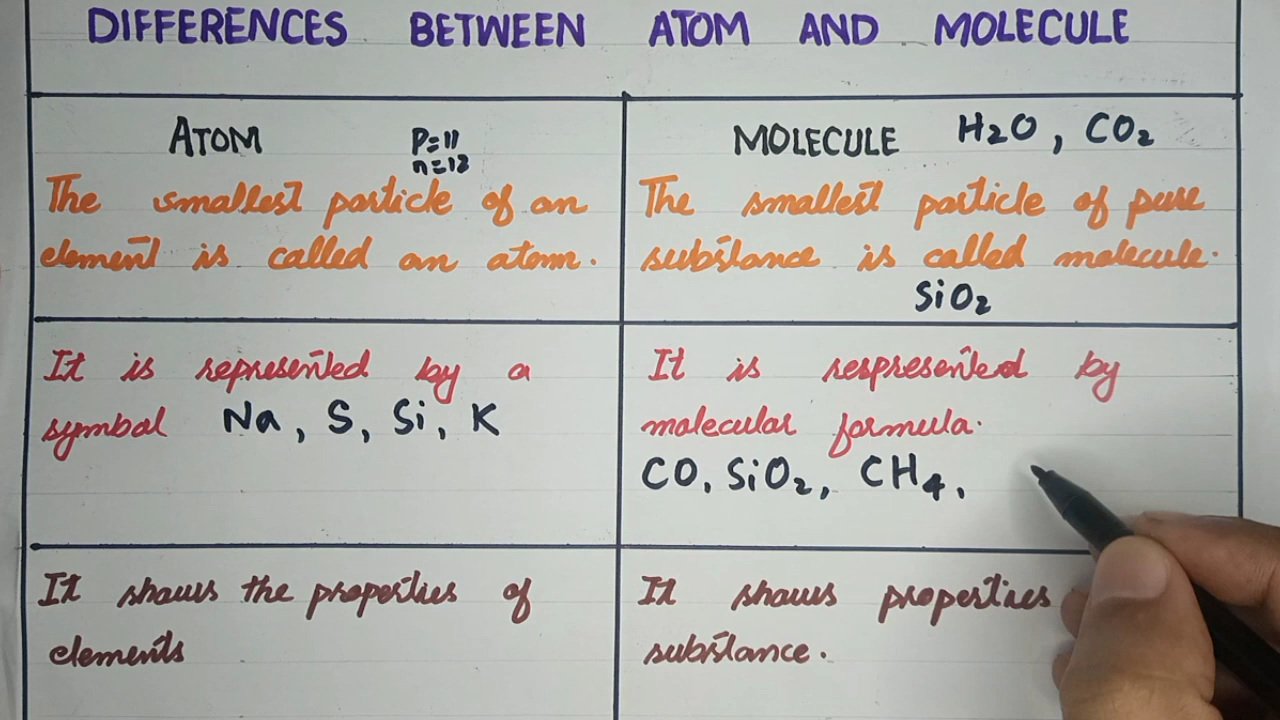 DIFFERENCES BETWEEN ATOM AND MOLECULE
ATOM P=11
n=12
The smallest particle of an
element is called an atom.
MOLECULE H₂O, CO₂
The smallest particle of pure
substance is called molecule.
SiO₂
It is represented by a
symbol Na, S, Si, K
It is respresented by
molecular formula.
CO, SiO₂, CH₄,
It shows the properties of
elements
It shows properties
substance.